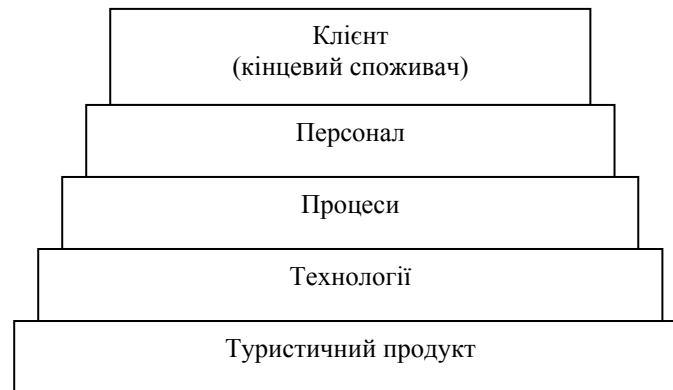 Клієнт
(кінцевий споживач)
Персонал
Процеси
Технології
Туристичний продукт